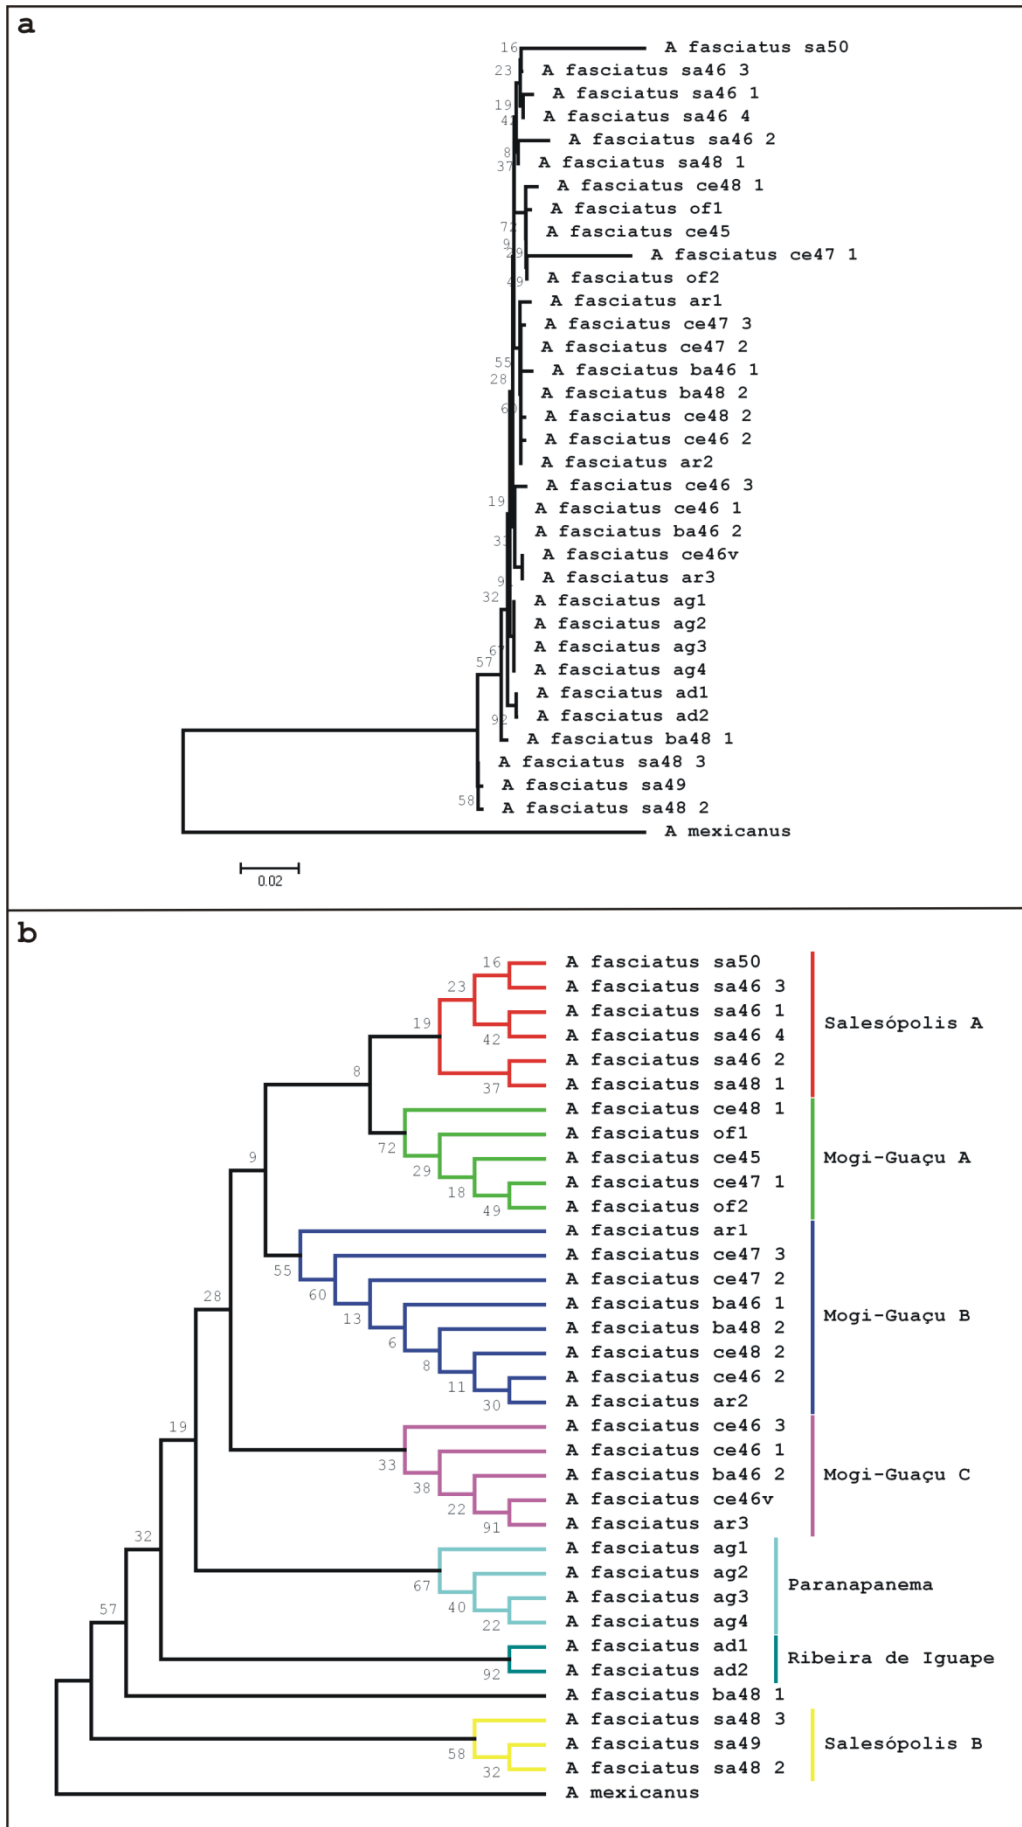 a
16
A fasciatus sa50
23
A fasciatus sa46 3
A fasciatus sa46 1
19
42
A fasciatus sa46 4
A fasciatus sa46 2
8
37
A fasciatus sa48 1
A fasciatus ce48 1
A fasciatus of1
72
9
A fasciatus ce45
29
A fasciatus ce47 1
49
A fasciatus of2
A fasciatus ar1
A fasciatus ce47 3
A fasciatus ce47 2
55
28
A fasciatus ba46 1
A fasciatus ba48 2
A fasciatus ce48 2
A fasciatus ce46 2
A fasciatus ar2
A fasciatus ce46 3
19
A fasciatus ce46 1
A fasciatus ba46 2
A fasciatus ce46v
A fasciatus ar3
32
A fasciatus ag1
A fasciatus ag2
A fasciatus ag3
67
57
A fasciatus ag4
A fasciatus ad1
92
A fasciatus ad2
A fasciatus ba48 1
A fasciatus sa48 3
A fasciatus sa49
58
A fasciatus sa48 2
A mexicanus
0.02
b
16
A fasciatus sa50
23
A fasciatus sa46 3
A fasciatus sa46 1
19
Salesópolis A
42
A fasciatus sa46 4
A fasciatus sa46 2
8
37
A fasciatus sa48 1
A fasciatus ce48 1
A fasciatus of1
72
9
A fasciatus ce45
Mogi-Guaçu A
29
A fasciatus ce47 1
18
49
A fasciatus of2
A fasciatus ar1
A fasciatus ce47 3
55
A fasciatus ce47 2
60
28
A fasciatus ba46 1
13
Mogi-Guaçu B
A fasciatus ba48 2
6
A fasciatus ce48 2
8
A fasciatus ce46 2
11
30
A fasciatus ar2
19
A fasciatus ce46 3
A fasciatus ce46 1
33
A fasciatus ba46 2
Mogi-Guaçu C
38
A fasciatus ce46v
22
91
A fasciatus ar3
32
A fasciatus ag1
A fasciatus ag2
67
Paranapanema
A fasciatus ag3
40
57
22
A fasciatus ag4
A fasciatus ad1
Ribeira de Iguape
92
A fasciatus ad2
A fasciatus ba48 1
A fasciatus sa48 3
A fasciatus sa49
Salesópolis B
58
32
A fasciatus sa48 2
A mexicanus